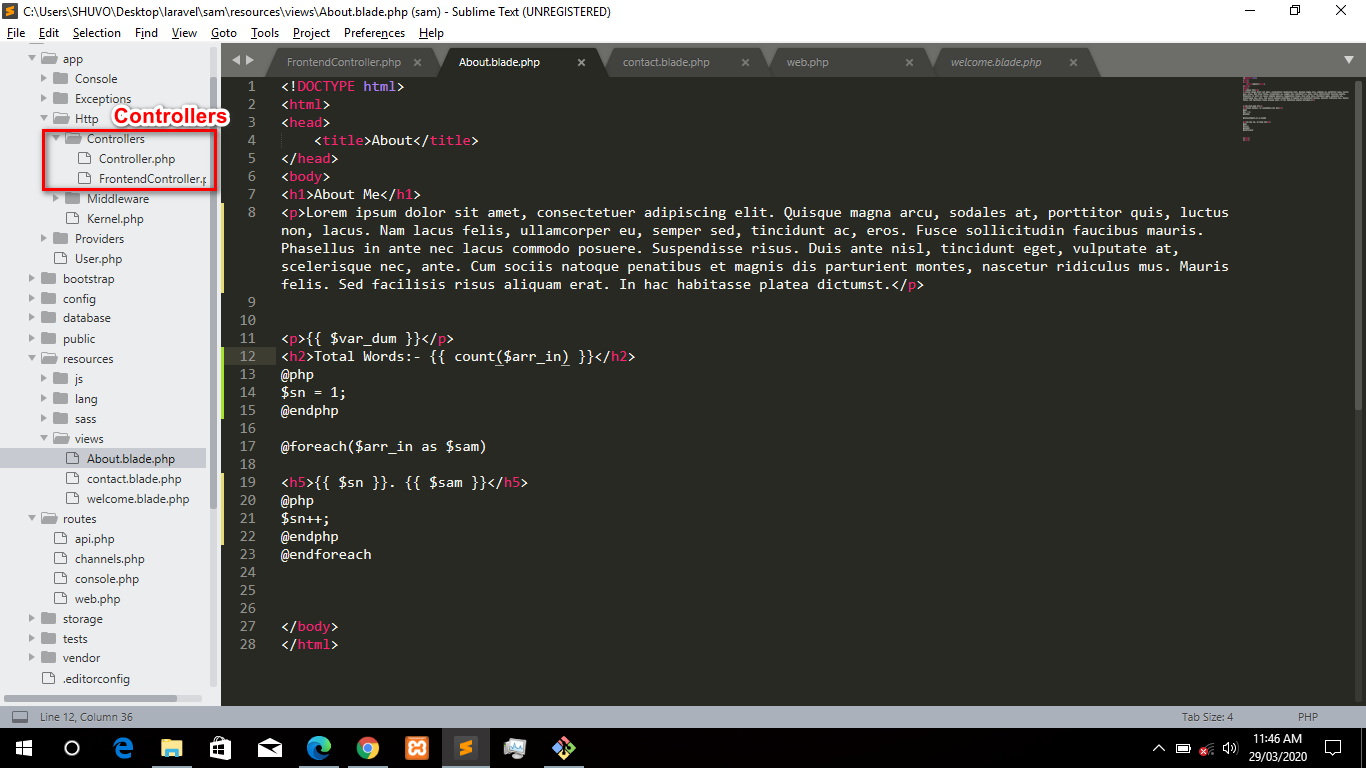 C:\Users\SHUVO\Desktop\laravel\sam\resources\views\About.blade.php (sam) - Sublime Text (UNREGISTERED)
File Edit Selection Find View Goto Tools Project Preferences Help
app
Console
Exceptions
Http
Controllers
Controllers
Controller.php
FrontendController.p
Middleware
Kernel.php
Providers
User.php
bootstrap
config
database
public
resources
js
lang
sass
views
About.blade.php
contact.blade.php
welcome.blade.php
routes
api.php
channels.php
console.php
web.php
storage
tests
vendor
.editorconfig
FrontendController.php × About.blade.php × contact.blade.php × web.php × welcome.blade.php ×
1 <!DOCTYPE html>
2 <html>
3 <head>
4     <title>About</title>
5 </head>
6 <body>
7 <h1>About Me</h1>
8 <p>Lorem ipsum dolor sit amet, consectetuer adipiscing elit. Quisque magna arcu, sodales at, porttitor quis, luctus
non, lacus. Nam lacus felis, ullamcorper eu, semper sed, tincidunt ac, eros. Fusce sollicitudin faucibus mauris.
Phasellus in ante nec lacus commodo posuere. Suspendisse risus. Duis ante nisl, tincidunt eget, vulputate at,
scelerisque nec, ante. Cum sociis natoque penatibus et magnis dis parturient montes, nascetur ridiculus mus. Mauris
felis. Sed facilisis risus aliquam erat. In hac habitasse platea dictumst.</p>
9
10
11 <p>{{ $var_dum }}</p>
12 <h2>Total Words:- {{ count($arr_in) }}</h2>
13 @php
14 $sn = 1;
15 @endphp
16
17 @foreach($arr_in as $sam)
18
19 <h5>{{ $sn }}. {{ $sam }}</h5>
20 @php
21 $sn++;
22 @endphp
23 @endforeach
24
25
26
27 </body>
28 </html>
Line 12, Column 36 Tab Size: 4 PHP
11:46 AM
29/03/2020